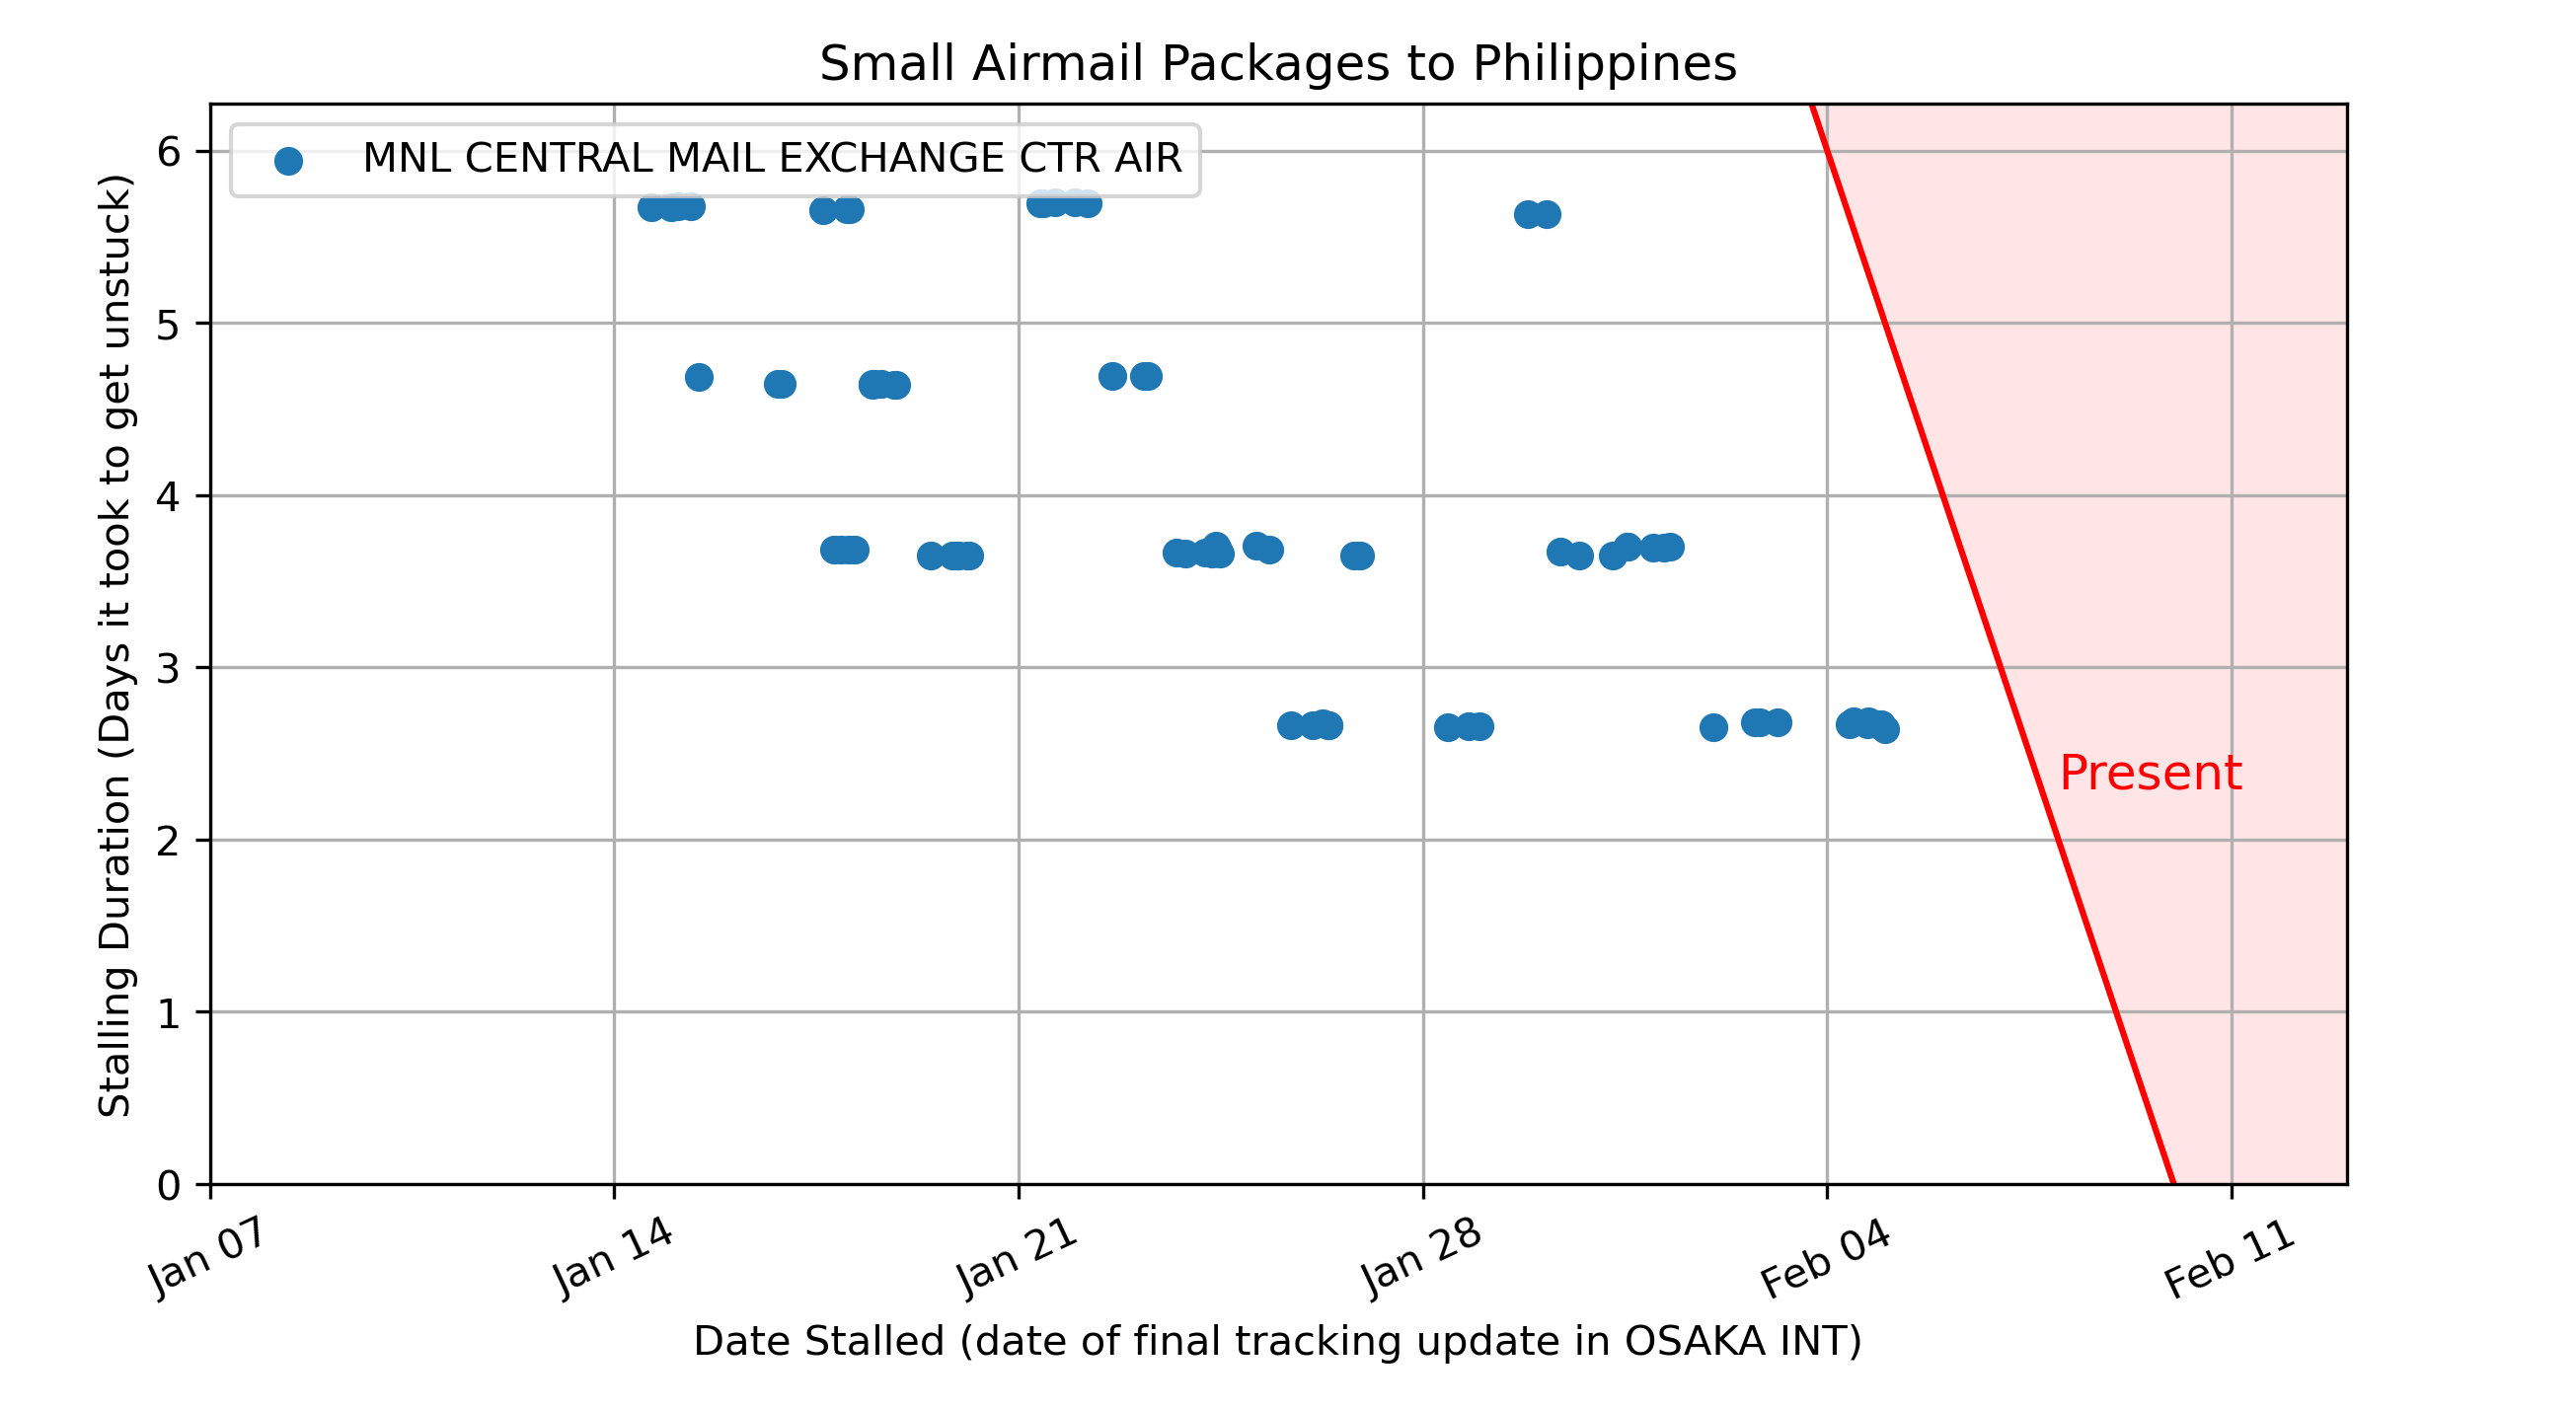 Small Airmail Packages to Philippines
MNL CENTRAL MAIL EXCHANGE CTR AIR
Stalling Duration (Days it took to get unstuck)
6
5
4
3
2
1
0
Present
Jan 07
Jan 14
Jan 21
Jan 28
Feb 04
Feb 11
Date Stalled (date of final tracking update in OSAKA INT)